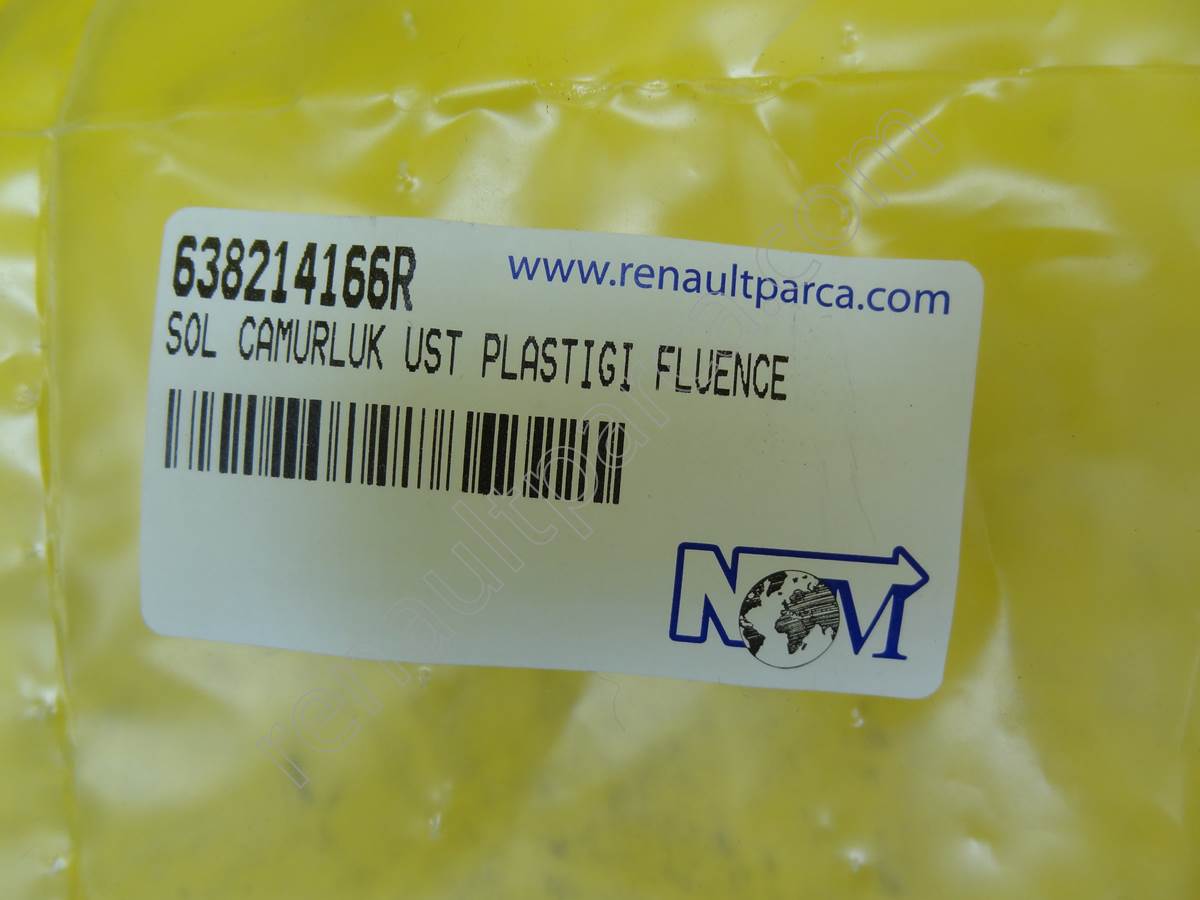 638214166R
www.renaultparca.com
SOL CAMURLUK UST PLASTIGI FLUENCE
NOM
renaultparca.com